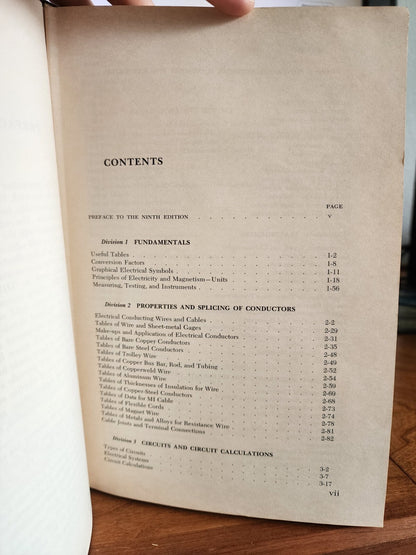 CONTENTS
PAGE
PREFACE TO THE NINTH EDITION . . . . . . . . . . . v
Division 1 FUNDAMENTALS
Useful Tables . . . . . . . . . . . 1-2
Conversion Factors . . . . . . . . . . . 1-8
Graphical Electrical Symbols . . . . . . . . . . . 1-11
Principles of Electricity and Magnetism—Units . . . . . . . 1-18
Measuring, Testing, and Instruments . . . . . . . . . 1-56
Division 2 PROPERTIES AND SPLICING OF CONDUCTORS
Electrical Conducting Wires and Cables . . . . . . . . 2-2
Tables of Wire and Sheet-metal Gages . . . . . . . . 2-29
Make-ups and Application of Electrical Conductors . . . . . . 2-31
Tables of Bare Copper Conductors . . . . . . . . . 2-35
Tables of Bare Steel Conductors . . . . . . . . . 2-48
Tables of Trolley Wire . . . . . . . . . . 2-49
Tables of Copper Bus Bar, Rod, and Tubing . . . . . . . 2-52
Tables of Copperweld Wire . . . . . . . . . . 2-54
Tables of Aluminum Wire . . . . . . . . . . 2-59
Tables of Thicknesses of Insulation for Wire . . . . . . .
Tables of Copper-Steel Conductors . . . . . . . . . 2-68
Tables of Data for MI Cable . . . . . . . . . . 2-73
Tables of Flexible Cords . . . . . . . . . . 2-74
Tables of Magnet Wire . . . . . . . . . . 2-78
Tables of Metals and Alloys for Resistance Wire . . . . . . 2-81
Cable Joints and Terminal Connections . . . . . . . . 2-82
Division 3 CIRCUITS AND CIRCUIT CALCULATIONS
Types of Circuits . . . . . . . . . . . 3-2
Electrical Systems . . . . . . . . . . . 3-7
Circuit Calculations . . . . . . . . . . . 3-17
vii